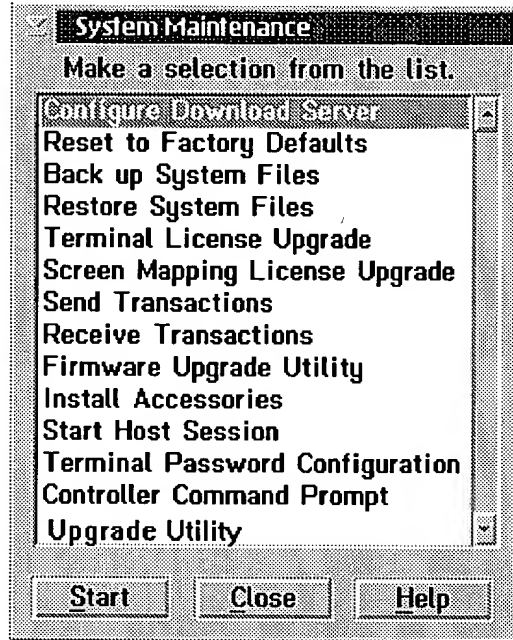 System Maintenance
Make a selection from the list.
Configure Download Server
Reset to Factory Defaults
Back up System Files
Restore System Files
Terminal License Upgrade
Screen Mapping License Upgrade
Send Transactions
Receive Transactions
Firmware Upgrade Utility
Install Accessories
Start Host Session
Terminal Password Configuration
Controller Command Prompt
Upgrade Utility
Start Close Help